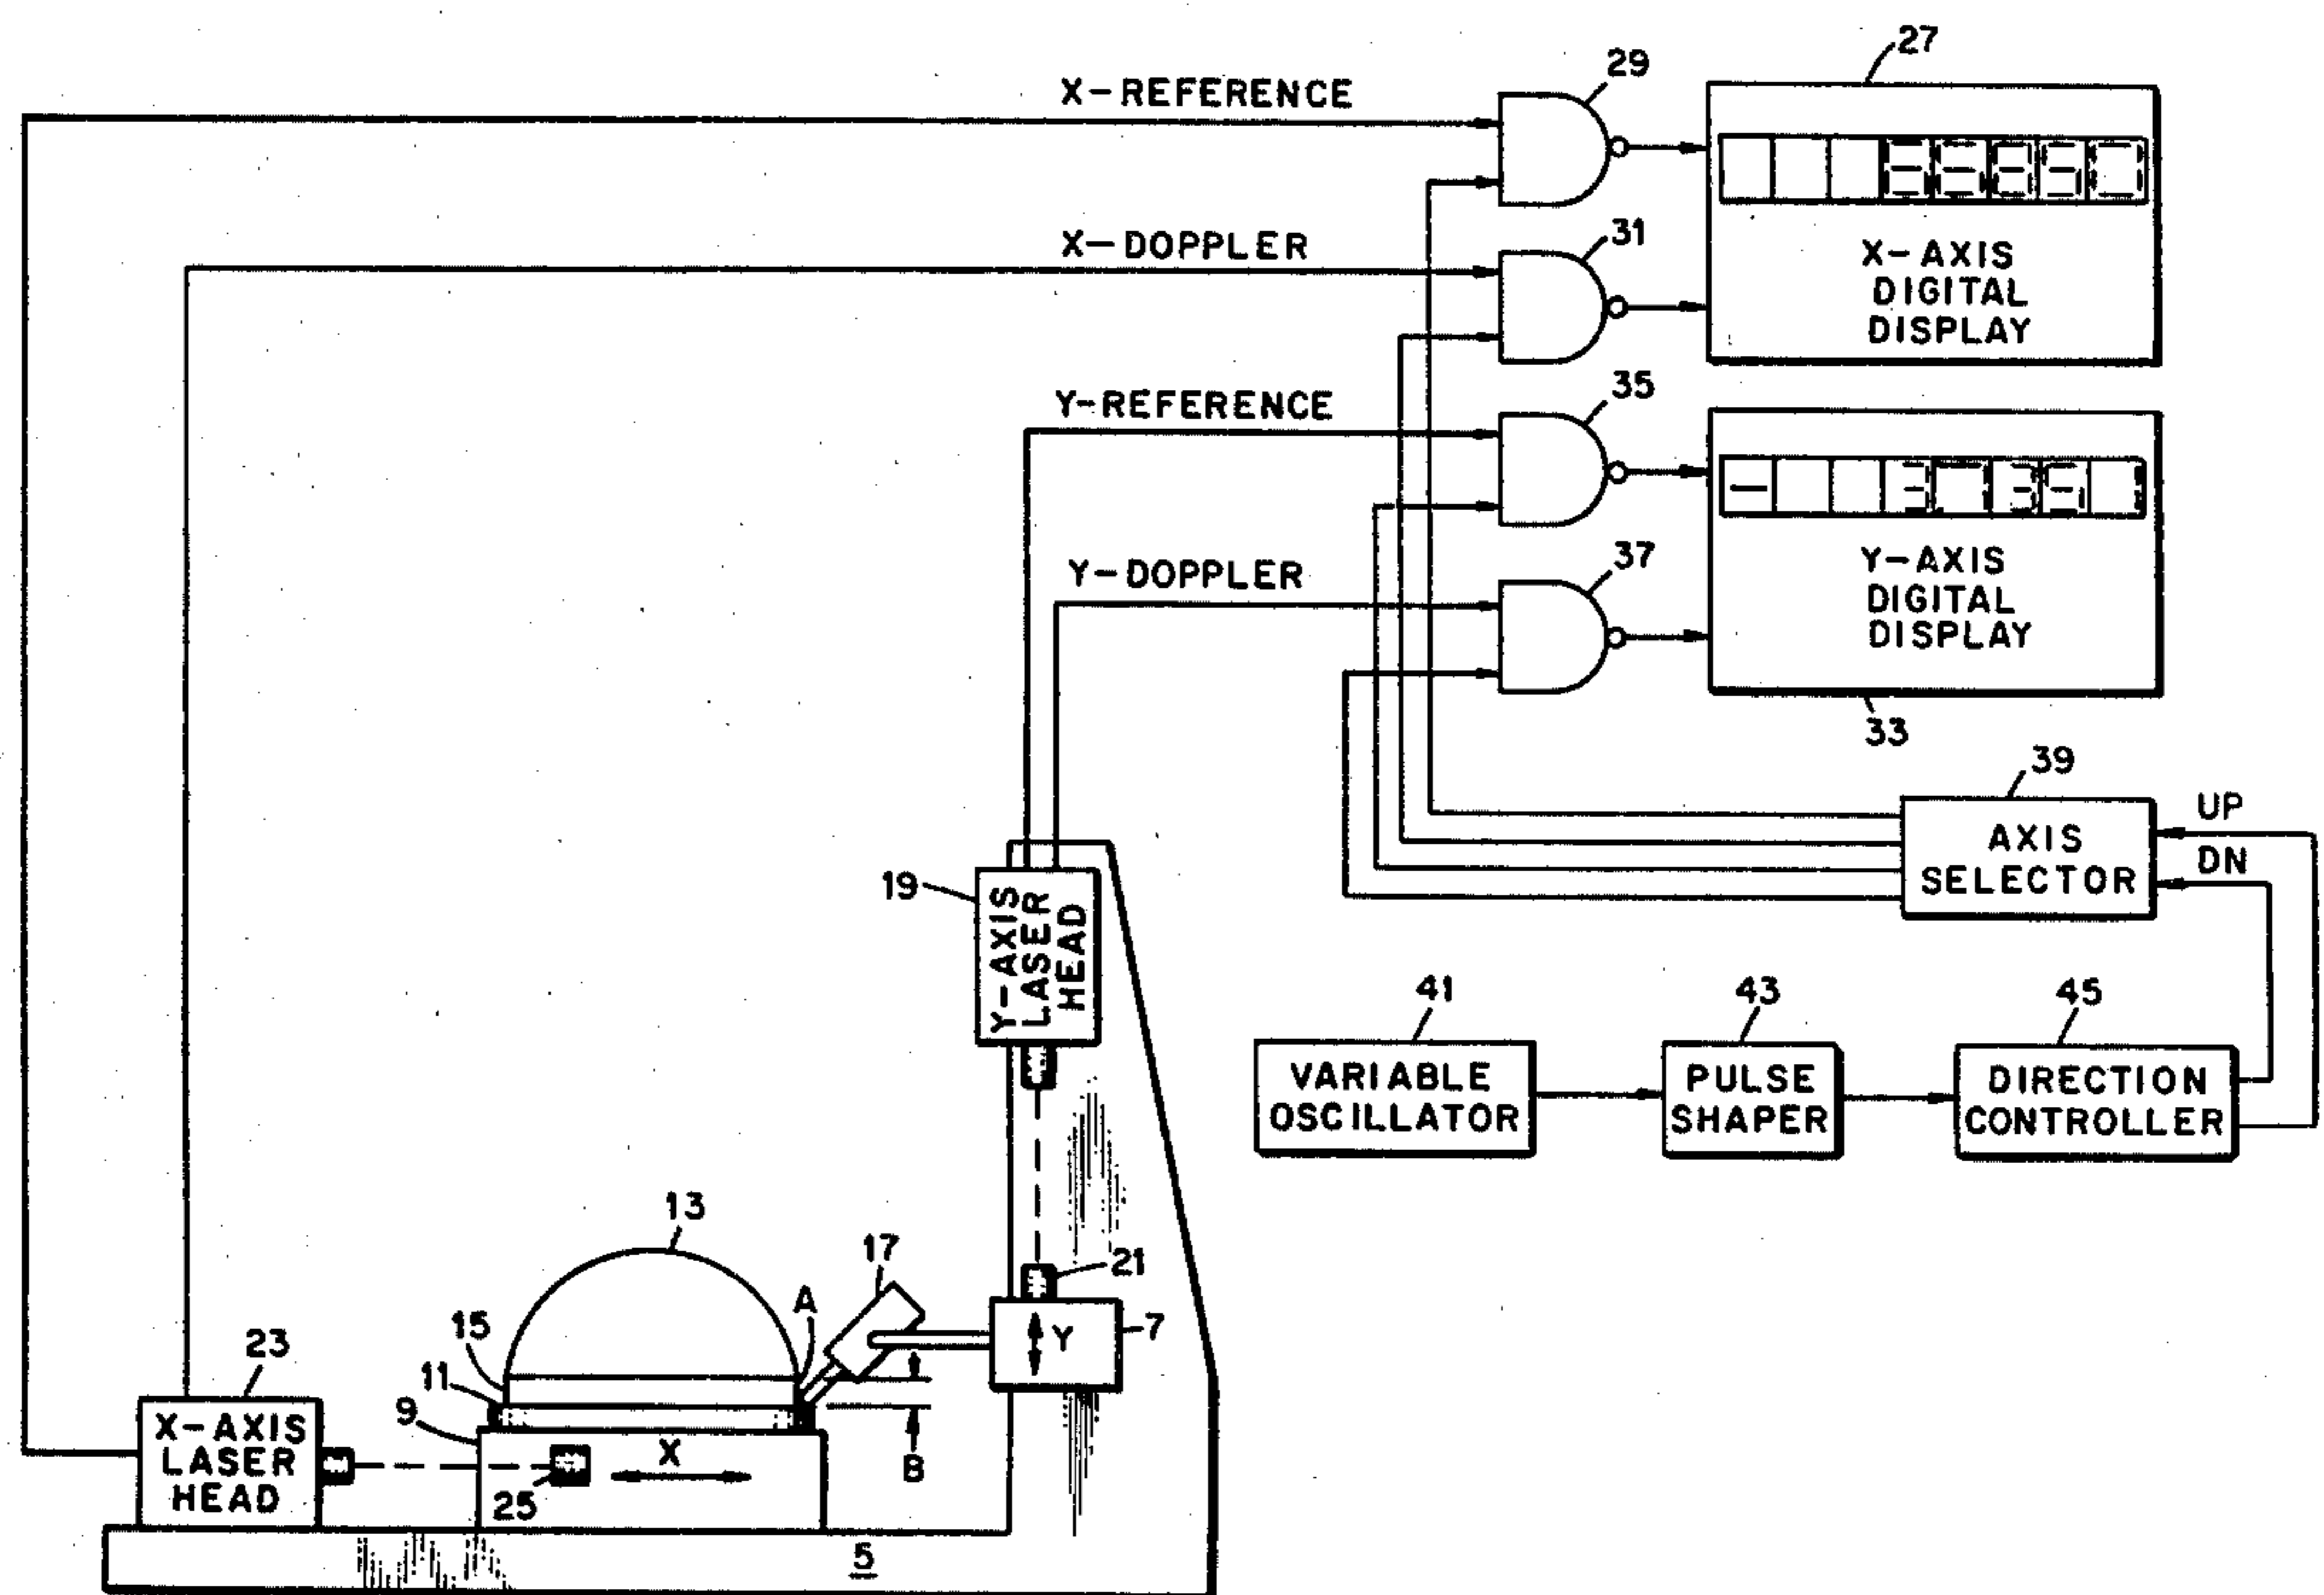 27
29
X-REFERENCE
31
X-DOPPLER
X-AXIS
DIGITAL
DISPLAY
35
Y-REFERENCE
37
Y-DOPPLER
Y-AXIS
DIGITAL
DISPLAY
33
39
UP
AXIS
SELECTOR
DN
19
Y-AXIS
LASER
HEAD
41
43
45
VARIABLE
OSCILLATOR
PULSE
SHAPER
DIRECTION
CONTROLLER
13
17
21
A
15
Y
7
23
11
9
X-AXIS
LASER
HEAD
X
B
25
5